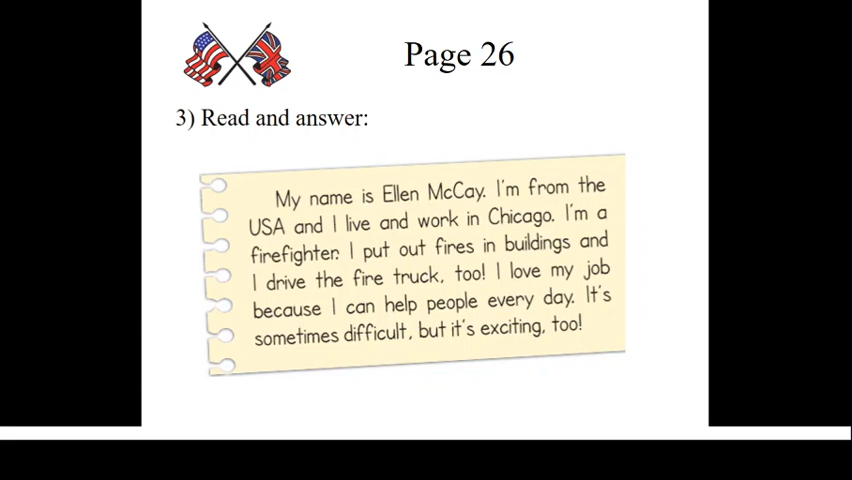 Page 26
3) Read and answer:
My name is Ellen McCay. I'm from the
USA and I live and work in Chicago. I'm a
firefighter. I put out fires in buildings and
I drive the fire truck, too! I love my job
because I can help people every day. It's
sometimes difficult, but it's exciting, too!